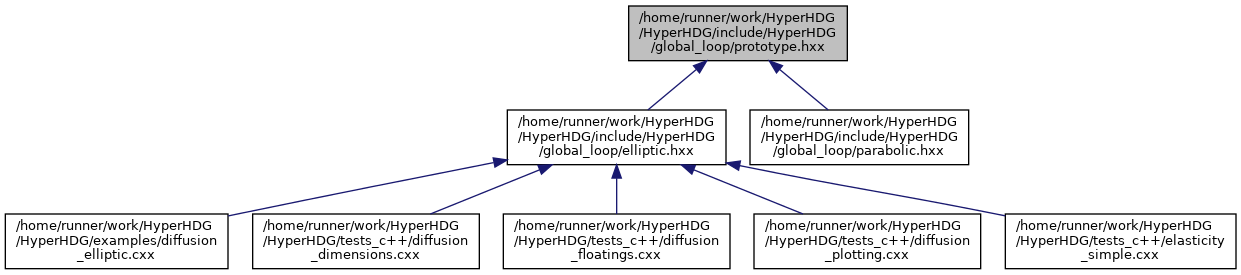 /home/runner/work/HyperHDG
/HyperHDG/include/HyperHDG
/global_loop/prototype.hxx
/home/runner/work/HyperHDG
/HyperHDG/include/HyperHDG
/global_loop/elliptic.hxx
/home/runner/work/HyperHDG
/HyperHDG/include/HyperHDG
/global_loop/parabolic.hxx
/home/runner/work/HyperHDG
/HyperHDG/examples/diffusion
_elliptic.cxx
/home/runner/work/HyperHDG
/HyperHDG/tests_c++/diffusion
_dimensions.cxx
/home/runner/work/HyperHDG
/HyperHDG/tests_c++/diffusion
_floatings.cxx
/home/runner/work/HyperHDG
/HyperHDG/tests_c++/diffusion
_plotting.cxx
/home/runner/work/HyperHDG
/HyperHDG/tests_c++/elasticity
_simple.cxx